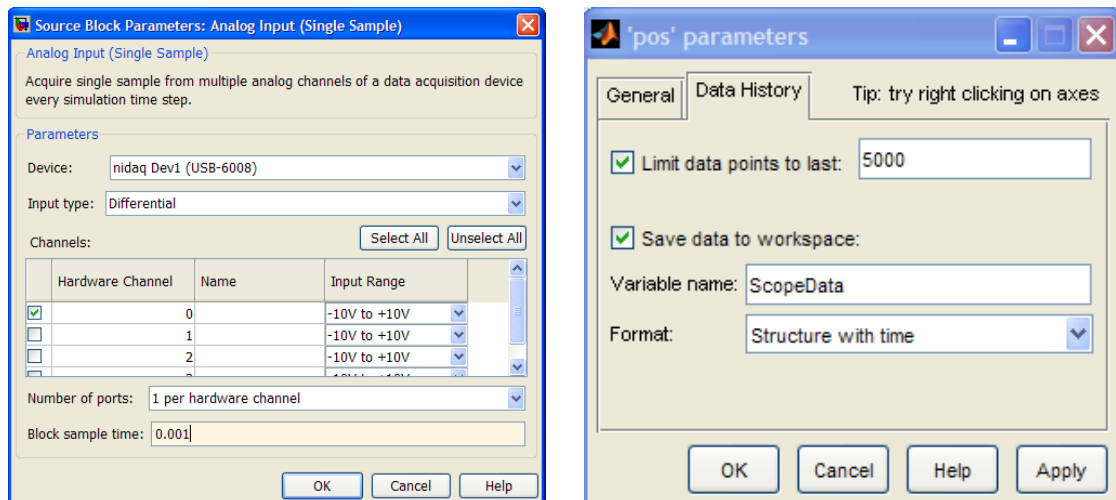 Source Block Parameters: Analog Input (Single Sample)
Analog Input (Single Sample)
Acquire single sample from multiple analog channels of a data acquisition device
every simulation time step.
Parameters
Device: nidaq Dev1 (USB-6008)
Input type: Differential
Channels: Select All Unselect All
Hardware Channel Name Input Range
0 -10V to +10V
1 -10V to +10V
2 -10V to +10V
Number of ports: 1 per hardware channel
Block sample time: 0.001
OK Cancel Help
'pos' parameters
General Data History Tip: try right clicking on axes
Limit data points to last: 5000
Save data to workspace:
Variable name: ScopeData
Format: Structure with time
OK Cancel Help Apply